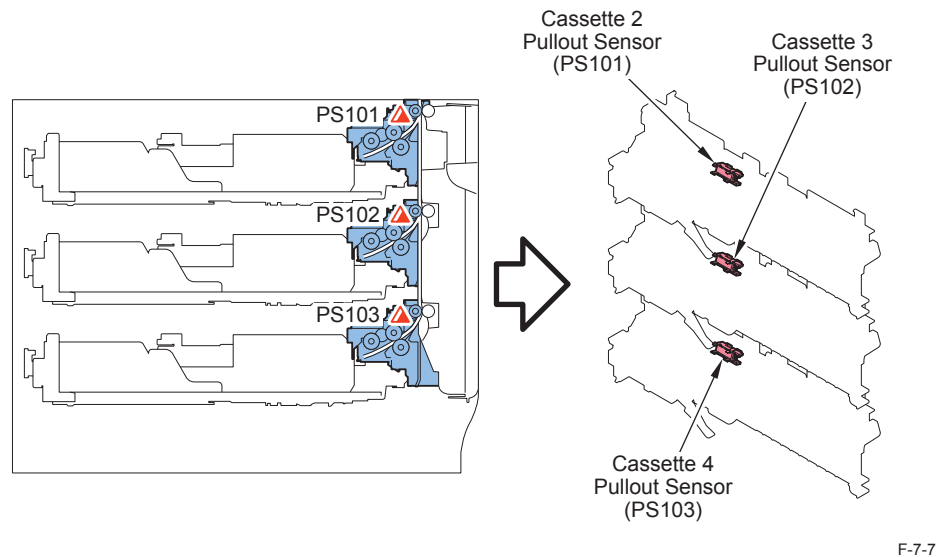 Cassette 2
Pullout Sensor
(PS101)
Cassette 3
Pullout Sensor
(PS102)
PS101
PS102
PS103
Cassette 4
Pullout Sensor
(PS103)
F-7-7